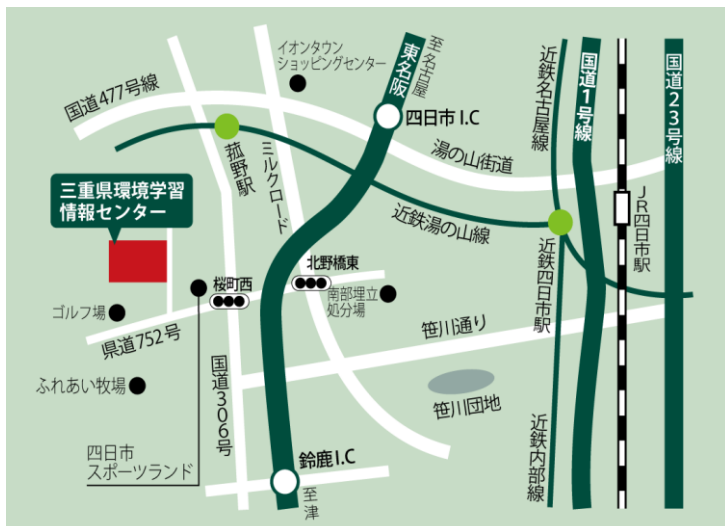 イオンタウン
ショッピングセンター
国道477号線
菰野駅
ミルクロード
東名阪
至名古屋
四日市 I.C
湯の山街道
近鉄名古屋線
国道1号線
国道23号線
三重県環境学習
情報センター
近鉄湯の山線
近鉄四日市駅
JR四日市駅
桜町西
北野橋東
南部埋立
処分場
ゴルフ場
県道752号
国道306号
笹川通り
ふれあい牧場
笹川団地
四日市
スポーツランド
鈴鹿I.C
至津
近鉄内部線